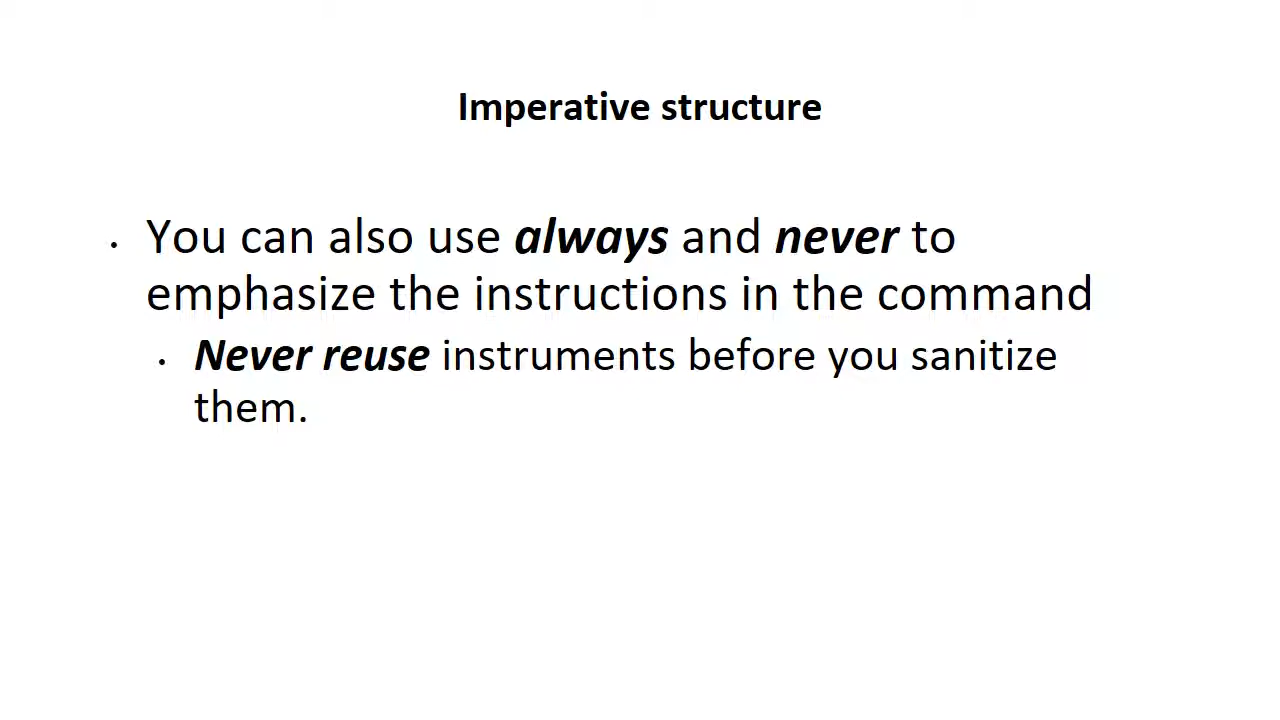 Imperative structure
• You can also use always and never to
emphasize the instructions in the command
• Never reuse instruments before you sanitize
them.